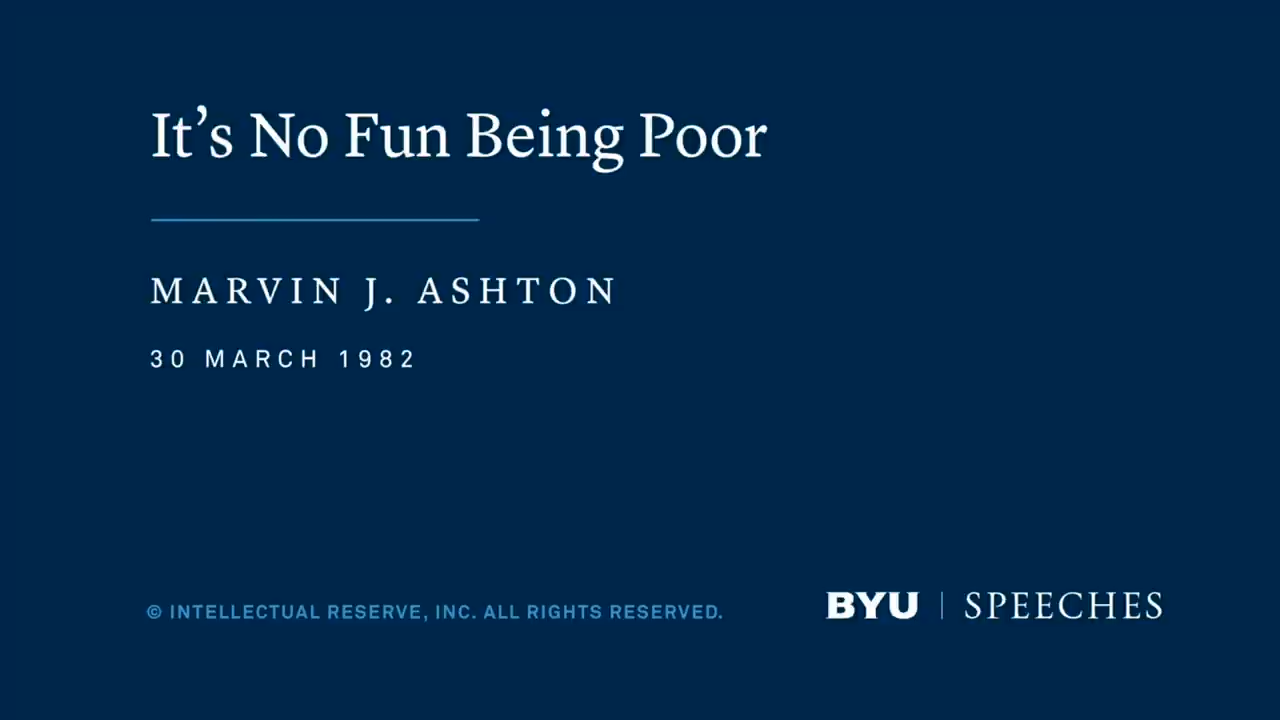 It’s No Fun Being Poor
MARVIN J. ASHTON
30 MARCH 1982
© INTELLECTUAL RESERVE, INC. ALL RIGHTS RESERVED.
BYU | SPEECHES